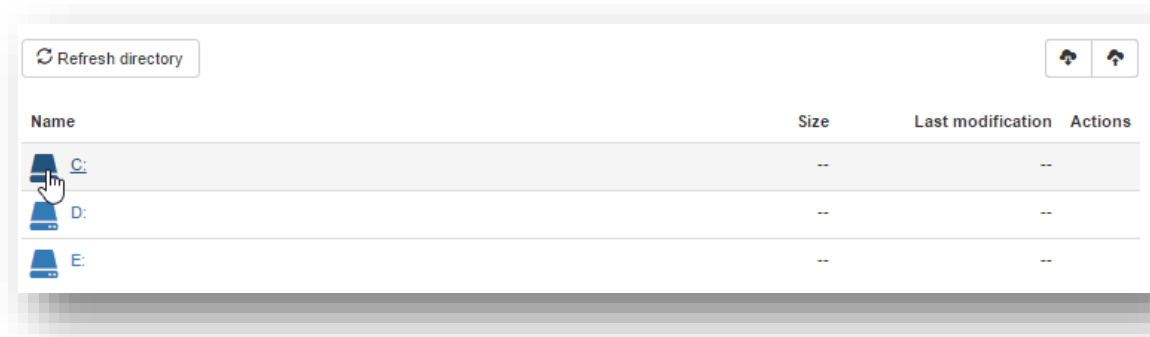 Refresh directory
Name Size Last modification Actions
C: -- --
D: -- --
E: -- --